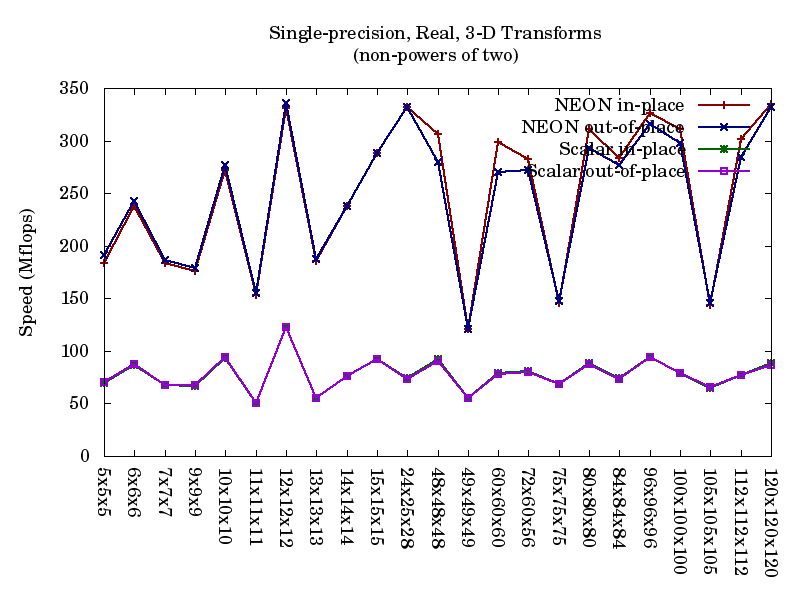 Single-precision, Real, 3-D Transforms
(non-powers of two)
350
300
250
200
150
100
50
0
Speed (Mflops)
NEON in-place
NEON out-of-place
Scalar in-place
Scalar out-of-place
5x5x5
6x6x6
7x7x7
9x9x9
10x10x10
11x11x11
12x12x12
13x13x13
14x14x14
15x15x15
24x25x28
48x48x48
49x49x49
60x60x60
72x60x56
75x75x75
80x80x80
84x84x84
96x96x96
100x100x100
105x105x105
112x112x112
120x120x120